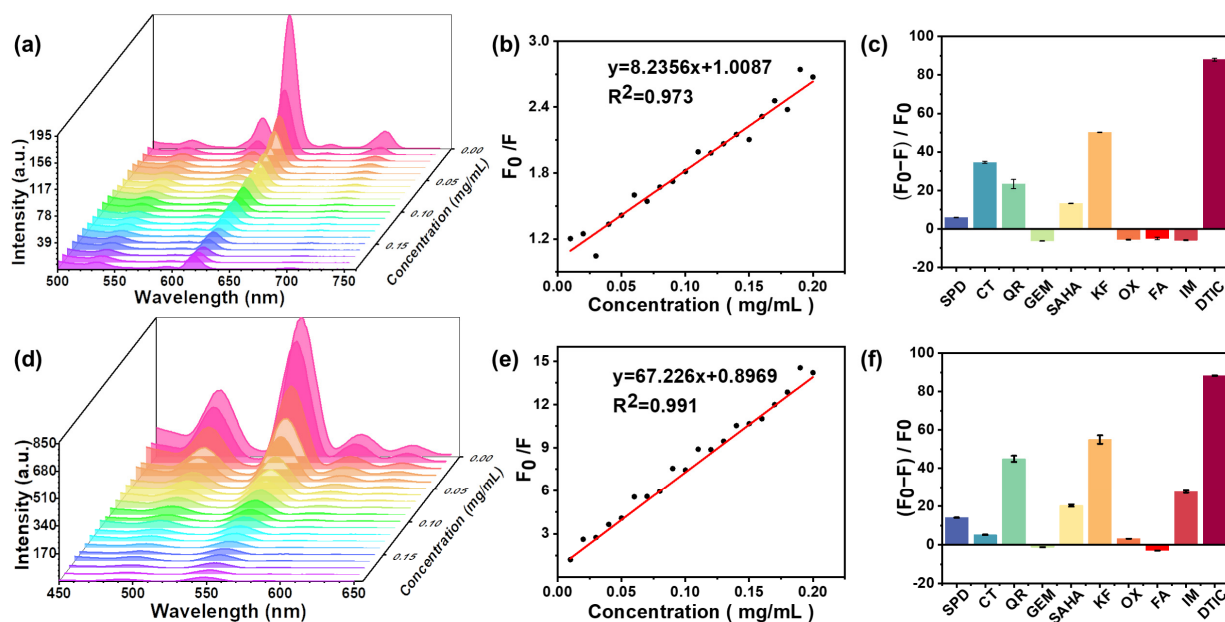 (a)
Intensity (a.u.)
195
156
117
78
39
500
550
600
650
700
750
Wavelength (nm)
0.00
0.05
0.10
0.15
Concentration (mg/mL)
(b)
y=8.2356x+1.0087
R²=0.973
F₀ /F
3.0
2.4
1.8
1.2
0.00
0.05
0.10
0.15
0.20
Concentration ( mg/mL)
(c)
(F₀−F) / F₀
100
80
60
40
20
0
-20
SPD
CT
QR
GEM
SAHA
KF
OX
FA
IM
DTIC
(d)
Intensity (a.u.)
850
680
510
340
170
450
500
550
600
650
Wavelength (nm)
0.00
0.05
0.10
0.15
Concentration (mg/mL)
(e)
y=67.226x+0.8969
R²=0.991
F₀ /F
15
12
9
6
3
0.00
0.05
0.10
0.15
0.20
Concentration ( mg/mL)
(f)
(F₀−F) / F₀
100
80
60
40
20
0
-20
SPD
CT
QR
GEM
SAHA
KF
OX
FA
IM
DTIC